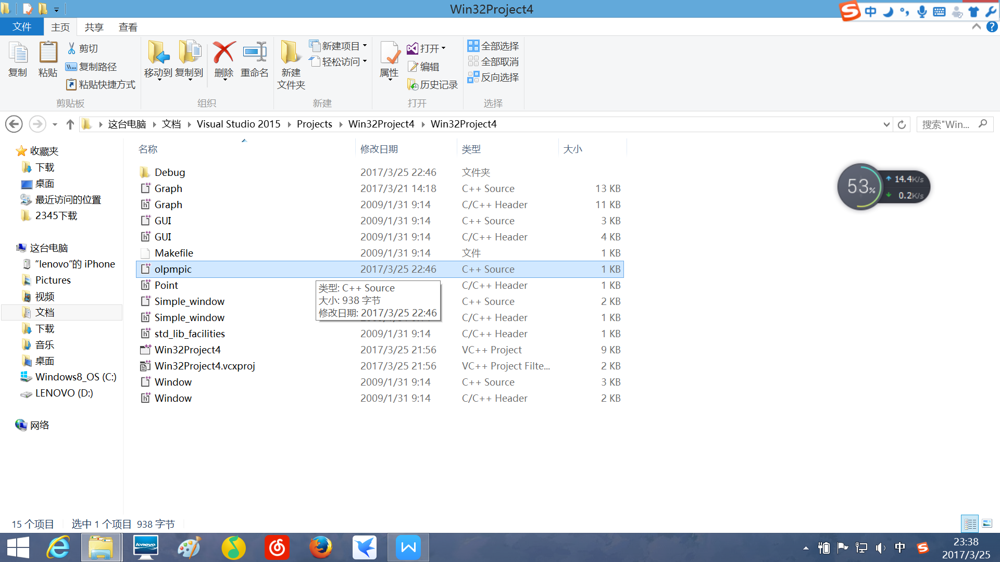 Win32Project4
中
文件 主页 共享 查看
复制 粘贴 剪切 复制路径 粘贴快捷方式
剪贴板
移动到 复制到 删除 重命名
组织
新建文件夹 新建项目 轻松访问
新建
属性 打开 编辑 历史记录
打开
全部选择
全部取消
反向选择
选择
这台电脑 文档 Visual Studio 2015 Projects Win32Project4 Win32Project4
搜索"Win...
收藏夹
下载
桌面
最近访问的位置
2345下载
这台电脑
“lenovo”的 iPhone
Pictures
视频
文档
下载
音乐
桌面
Windows8_OS (C:)
LENOVO (D:)
网络
名称 修改日期 类型 大小
Debug 2017/3/25 22:46 文件夹
Graph 2017/3/21 14:18 C++ Source 13 KB
Graph 2009/1/31 9:14 C/C++ Header 11 KB
GUI 2009/1/31 9:14 C++ Source 3 KB
GUI 2009/1/31 9:14 C/C++ Header 4 KB
Makefile 2009/1/31 9:14 文件 1 KB
olpmpic 2017/3/25 22:46 C++ Source 1 KB
Point C/C++ Header 1 KB
Simple_window C++ Source 2 KB
Simple_window C/C++ Header 1 KB
std_lib_facilities 2009/1/31 9:14 C/C++ Header 1 KB
Win32Project4 2017/3/25 21:56 VC++ Project 9 KB
Win32Project4.vcxproj 2017/3/25 21:56 VC++ Project Filte... 2 KB
Window 2009/1/31 9:14 C++ Source 3 KB
Window 2009/1/31 9:14 C/C++ Header 2 KB
类型: C++ Source
大小: 938 字节
修改日期: 2017/3/25 22:46
53%
14.4K/s
0.2K/s
15 个项目 选中 1 个项目 938 字节
lenovo
中
23:38
2017/3/25